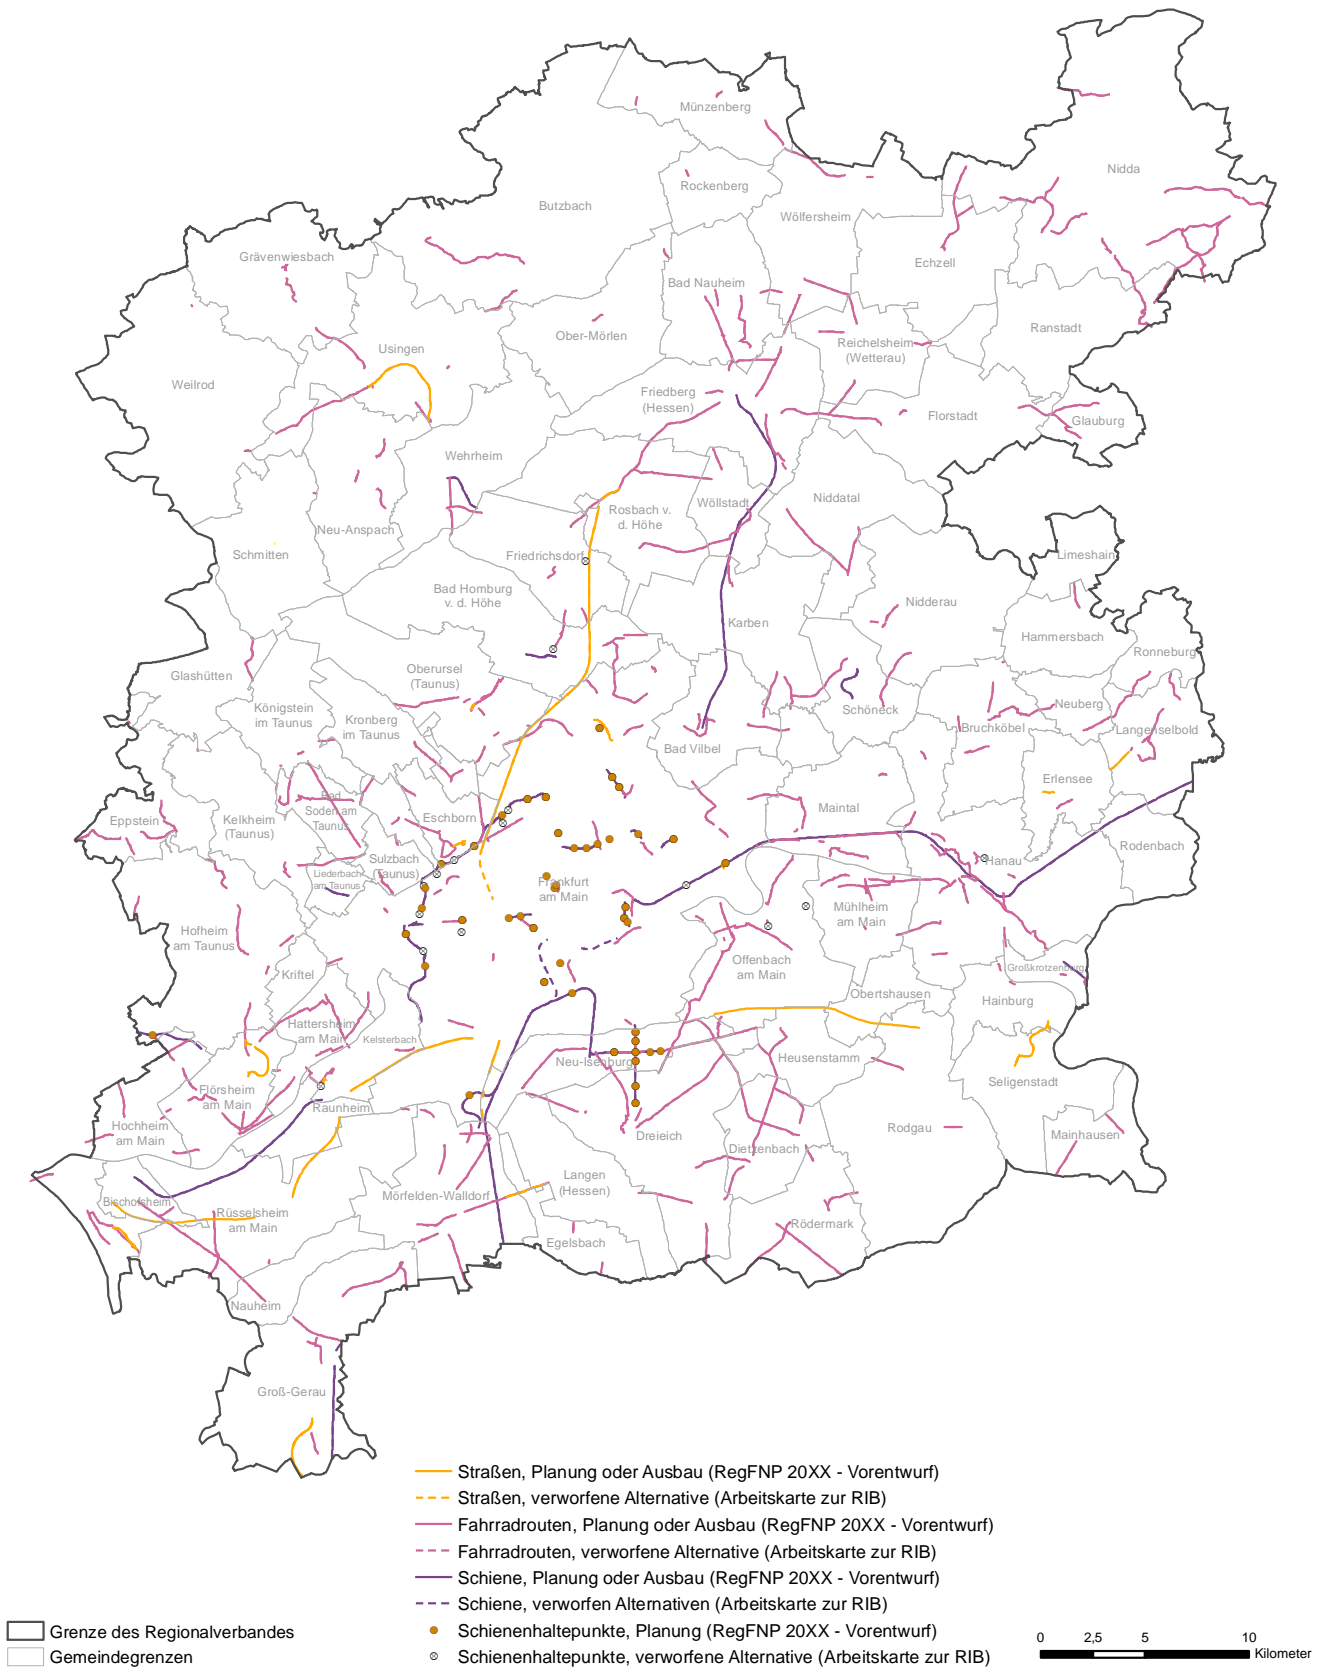 Münzenberg
Nidda
Rockenberg
Butzbach
Wölfersheim
Grävenwiesbach
Echzell
Bad Nauheim
Ranstadt
Ober-Mörlen
Usingen
Reichelsheim
(Wetterau)
Weilrod
Friedberg
(Hessen)
Florstadt
Glauburg
Wehrheim
Niddatal
Wöllstadt
Rosbach v.
d. Höhe
Neu-Anspach
Schmitten
Friedrichsdorf
Limeshain
Bad Homburg
v. d. Höhe
Nidderau
Karben
Hammersbach
Ronneburg
Glashütten
Oberursel
(Taunus)
Königstein
im Taunus
Kronberg
im Taunus
Schöneck
Neuberg
Bruchköbel
Langenselbold
Bad Vilbel
Erlensee
Bad
Soden am
Taunus
Maintal
Eppstein
Kelkheim
(Taunus)
Eschborn
Rodenbach
Sulzbach
(Taunus)
Hanau
Liederbach
am Taunus
Frankfurt
am Main
Mühlheim
am Main
Hofheim
am Taunus
Offenbach
am Main
Kriftel
Großkrotzenburg
Obertshausen
Hainburg
Hattersheim
am Main
Kelsterbach
Neu-Isenburg
Heusenstamm
Seligenstadt
Flörsheim
am Main
Raunheim
Hochheim
am Main
Dreieich
Rodgau
Mainhausen
Dietzenbach
Langen
(Hessen)
Bischofsheim
Mörfelden-Walldorf
Rüsselsheim
am Main
Rödermark
Egelsbach
Nauheim
Groß-Gerau
Straßen, Planung oder Ausbau (RegFNP 20XX - Vorentwurf)
Straßen, verworfene Alternative (Arbeitskarte zur RIB)
Fahrradrouten, Planung oder Ausbau (RegFNP 20XX - Vorentwurf)
Fahrradrouten, verworfene Alternative (Arbeitskarte zur RIB)
Schiene, Planung oder Ausbau (RegFNP 20XX - Vorentwurf)
Schiene, verworfen Alternativen (Arbeitskarte zur RIB)
Schienenhaltepunkte, Planung (RegFNP 20XX - Vorentwurf)
Schienenhaltepunkte, verworfene Alternative (Arbeitskarte zur RIB)
Grenze des Regionalverbandes
Gemeindegrenzen
0 2,5 5 10
Kilometer